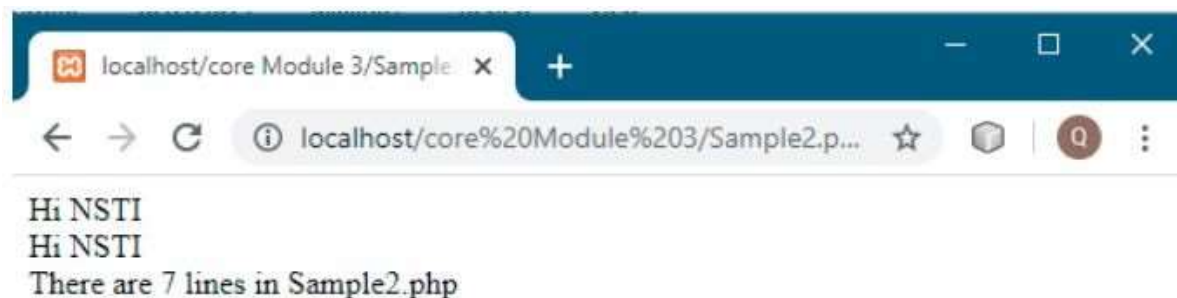 localhost/core Module 3/Sample
localhost/core%20Module%203/Sample2.p...
Q
Hi NSTI
Hi NSTI
There are 7 lines in Sample2.php